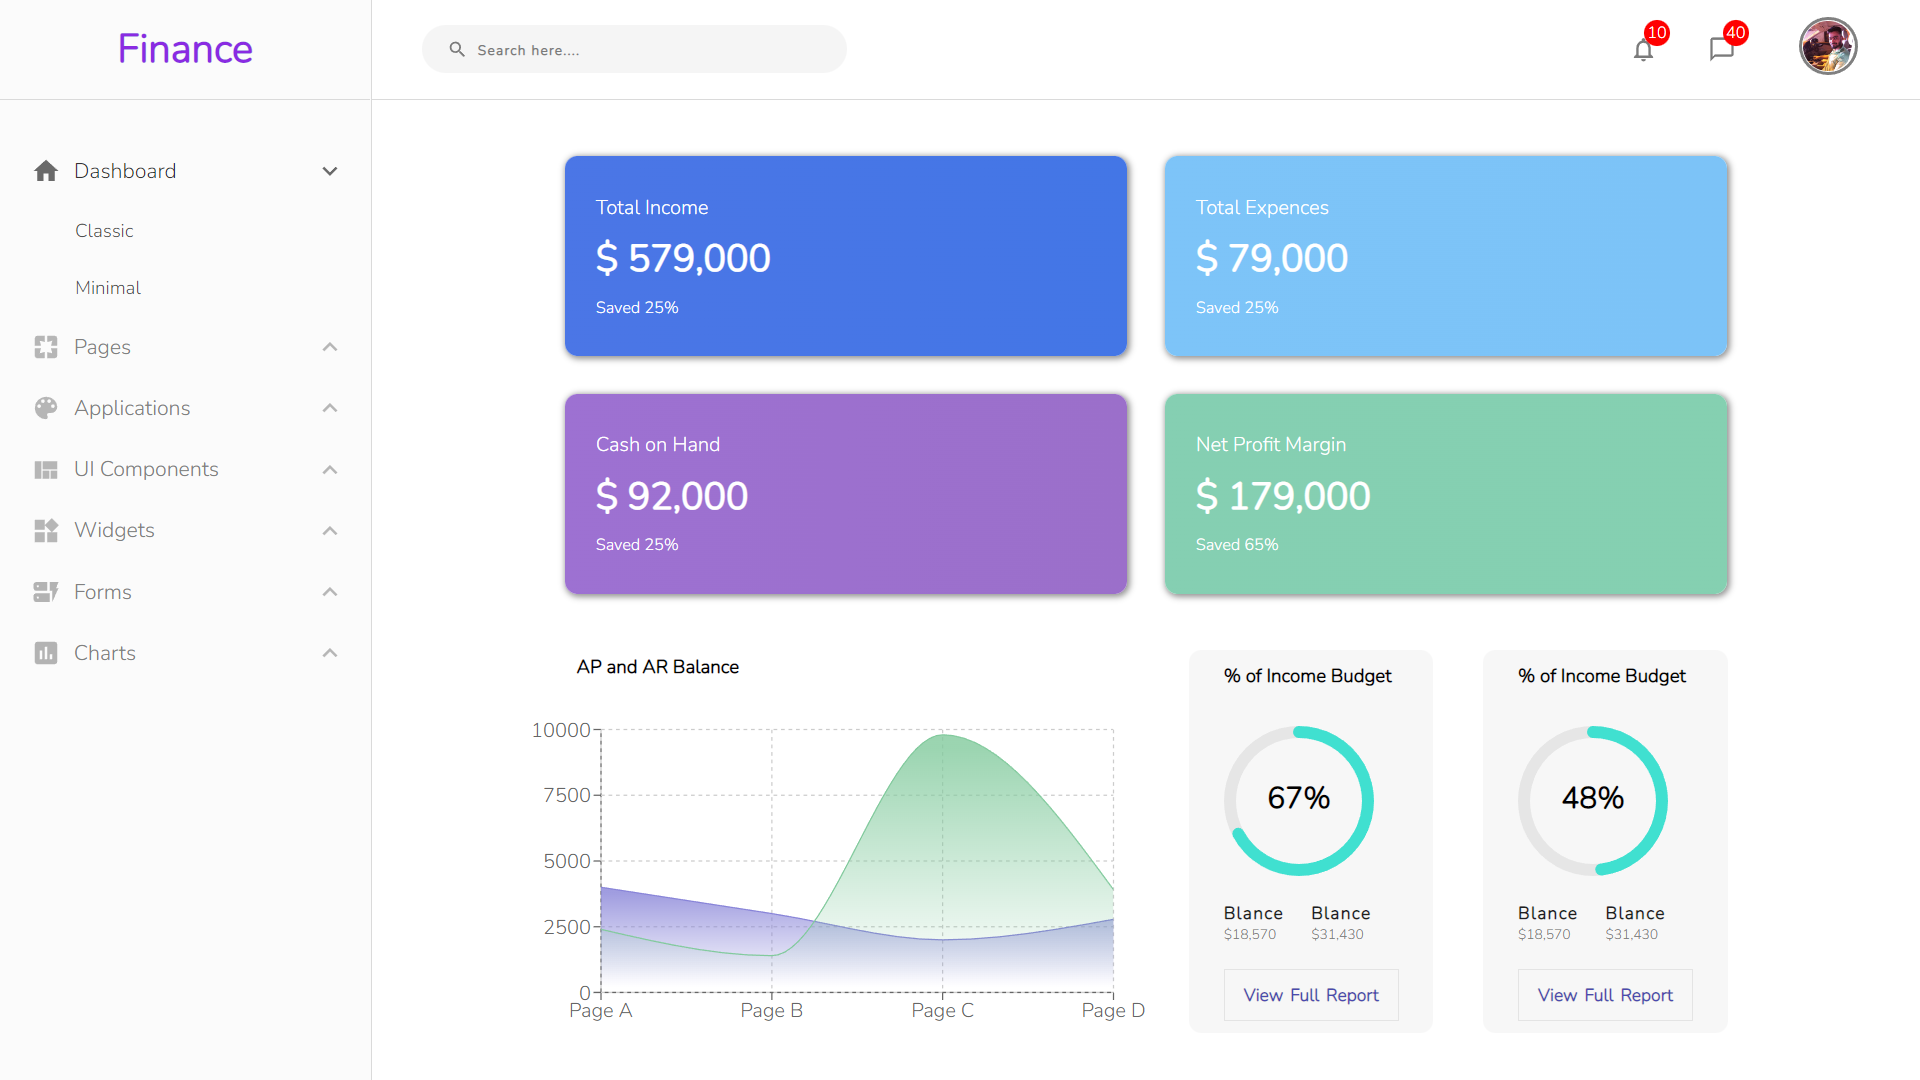 Finance
Search here....
10
40
Dashboard
Classic
Minimal
Pages
Applications
UI Components
Widgets
Forms
Charts
Total Income
$ 579,000
Saved 25%
Total Expences
$ 79,000
Saved 25%
Cash on Hand
$ 92,000
Saved 25%
Net Profit Margin
$ 179,000
Saved 65%
AP and AR Balance
10000
7500
5000
2500
0
Page A Page B Page C Page D
% of Income Budget
67%
Blance Blance
$18,570 $31,430
View Full Report
% of Income Budget
48%
Blance Blance
$18,570 $31,430
View Full Report